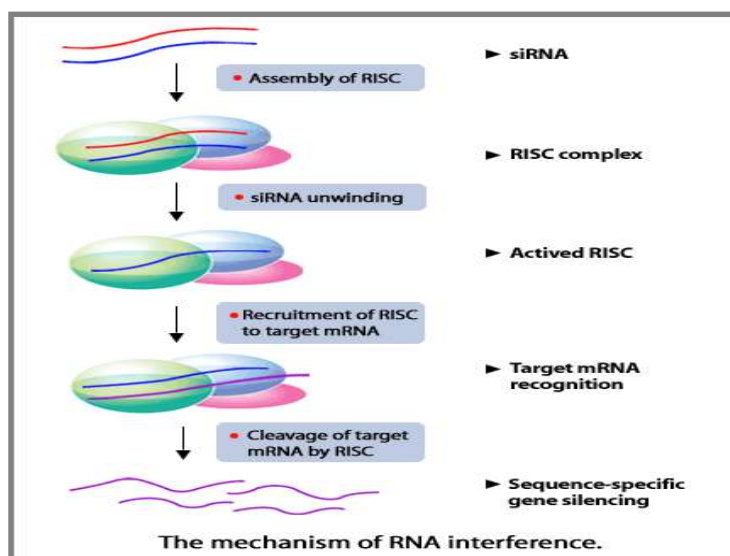 ► siRNA
• Assembly of RISC
► RISC complex
• siRNA unwinding
► Actived RISC
• Recruitment of RISC
to target mRNA
► Target mRNA
recognition
• Cleavage of target
mRNA by RISC
► Sequence-specific
gene silencing
The mechanism of RNA interference.